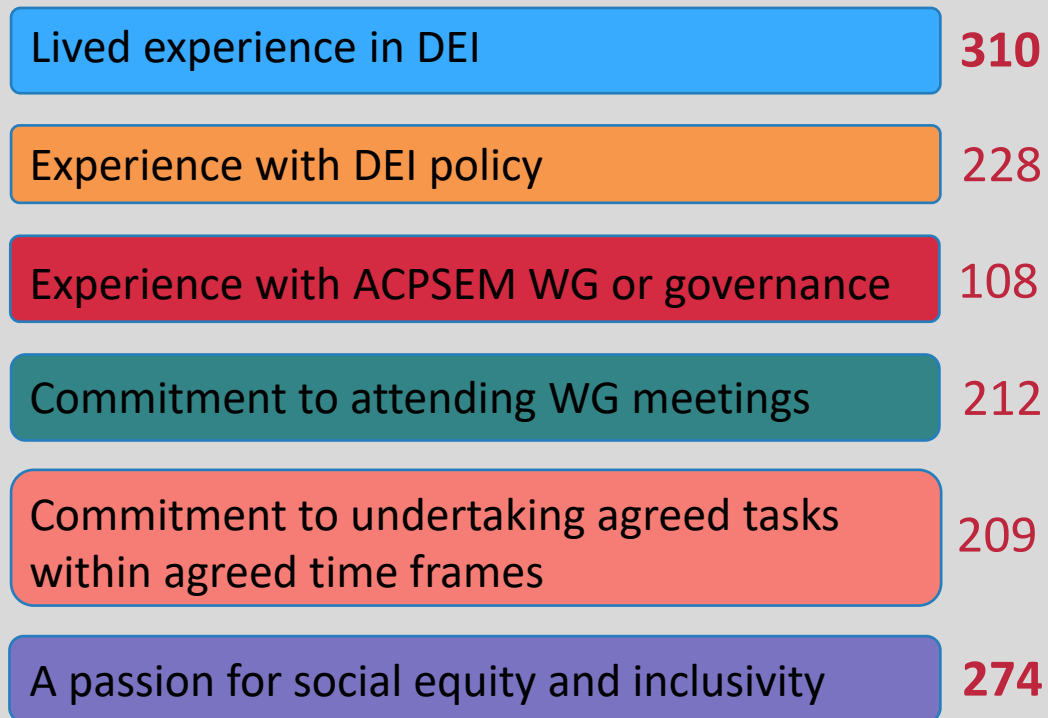 Lived experience in DEI 310
Experience with DEI policy 228
Experience with ACPSEM WG or governance 108
Commitment to attending WG meetings 212
Commitment to undertaking agreed tasks
within agreed time frames 209
A passion for social equity and inclusivity 274